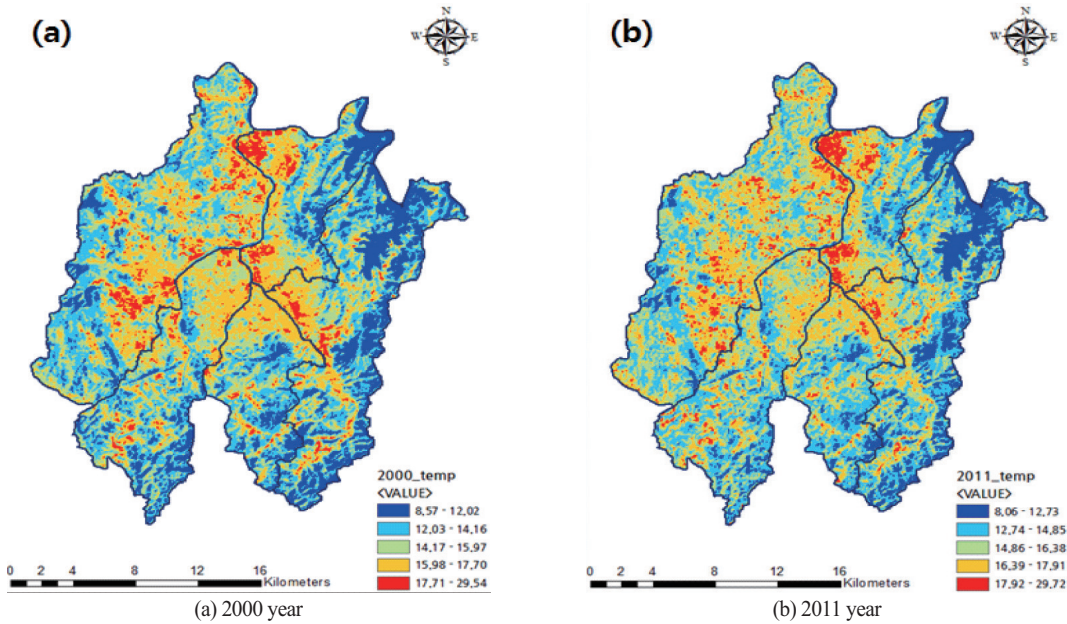 (a)
N
W E
S
2000_temp
<VALUE>
8,57 - 12,02
12,03 - 14,16
14,17 - 15,97
15,98 - 17,70
17,71 - 29,54
0 2 4 8 12 16
Kilometers
(a) 2000 year
(b)
N
W E
S
2011_temp
<VALUE>
8,06 - 12,73
12,74 - 14,85
14,86 - 16,38
16,39 - 17,91
17,92 - 29,72
0 2 4 8 12 16
Kilometers
(b) 2011 year